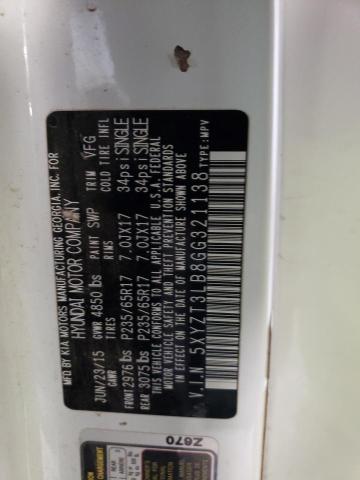 MFD. BY KIA MOTORS MANUFACTURING GEORGIA, INC. FOR
HYUNDAI MOTOR COMPANY
JUN/23/15 GVWR 4850 lbs PAINT SWP TRIM VFG
GAWR TIRES RIMS COLD TIRE INFL
FRONT 2976 lbs P235/65R17 7.0JX17 34psi SINGLE
REAR 3075 lbs P235/65R17 7.0JX17 34psi SINGLE
THIS VEHICLE CONFORMS TO ALL APPLICABLE U.S.A. FEDERAL
MOTOR VEHICLE SAFETY BUMPER, AND THEFT PREVENTION STANDARDS
IN EFFECT ON THE DATE OF MANUFACTURE SHOWN ABOVE.
V.I.N 5XYZT3LB8GG321138 TYPE: MPV
Z670
REAR